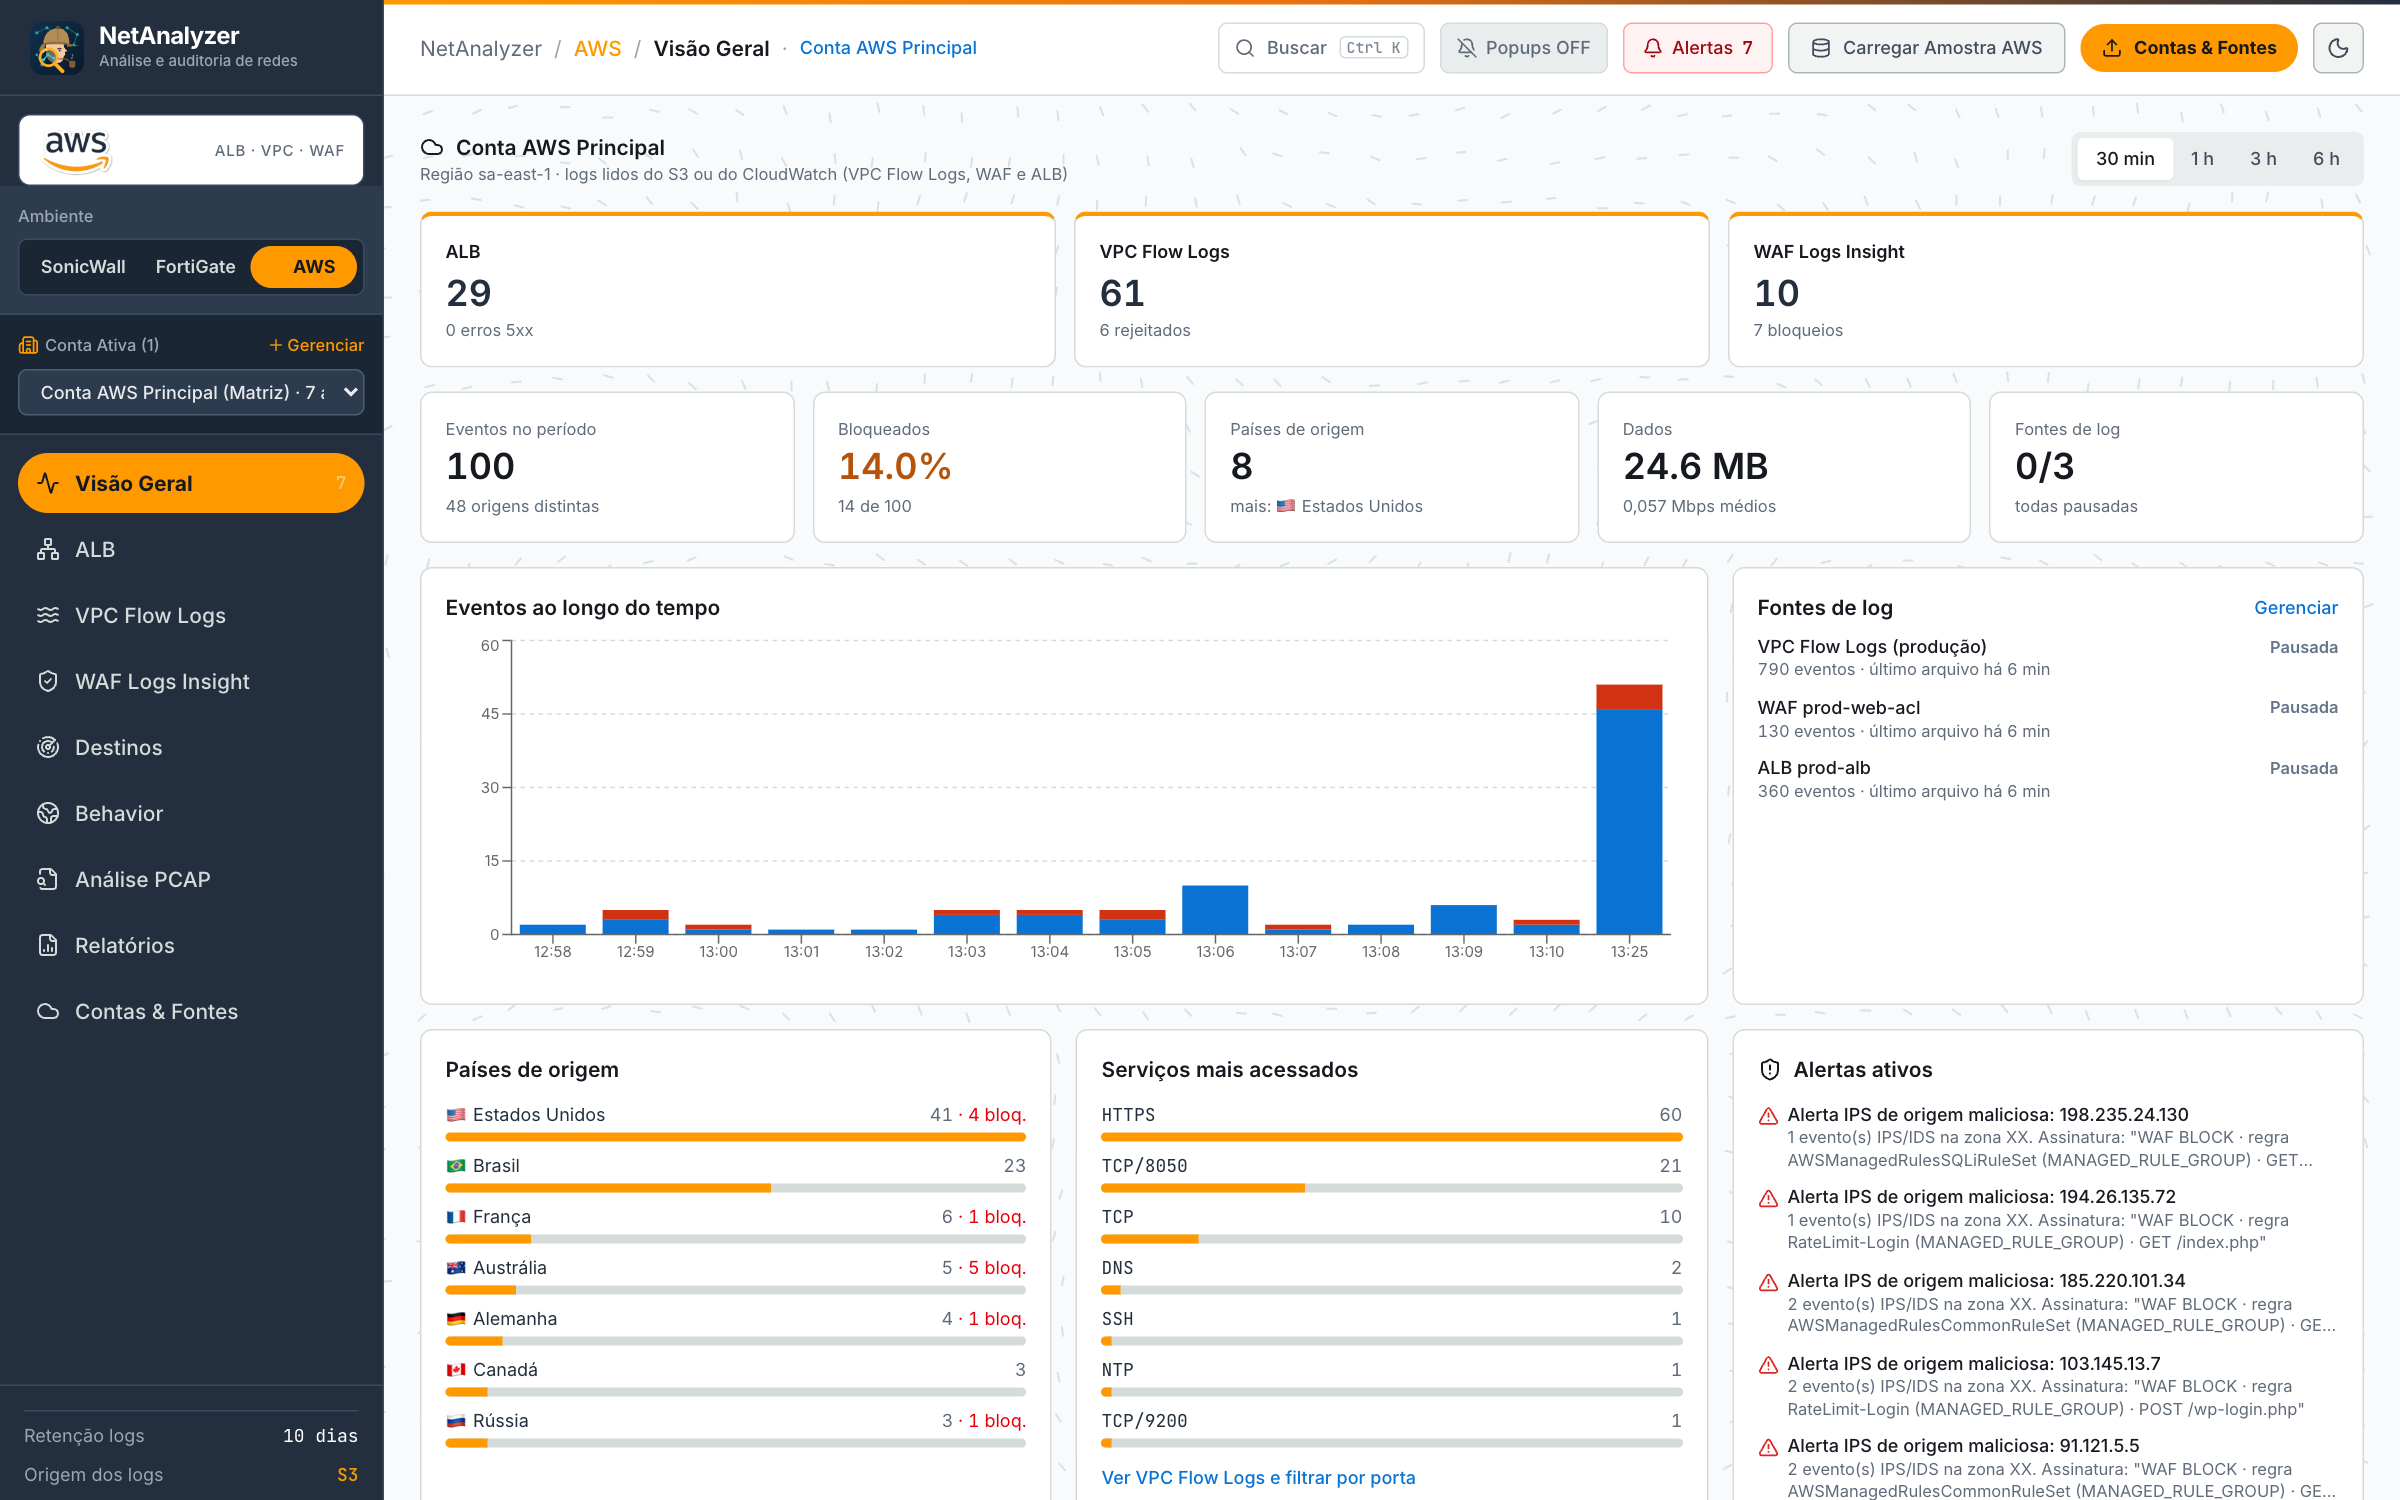 NetAnalyzer
Análise e auditoria de redes
aws
ALB · VPC · WAF
Ambiente
SonicWall FortiGate AWS
Conta Ativa (1) + Gerenciar
Conta AWS Principal (Matriz) · 7
Visão Geral 7
ALB
VPC Flow Logs
WAF Logs Insight
Destinos
Behavior
Análise PCAP
Relatórios
Contas & Fontes
Retenção logs 10 dias
Origem dos logs S3
NetAnalyzer / AWS / Visão Geral · Conta AWS Principal
Buscar Ctrl K
Popups OFF
Alertas 7
Carregar Amostra AWS
Contas & Fontes
Conta AWS Principal
Região sa-east-1 · logs lidos do S3 ou do CloudWatch (VPC Flow Logs, WAF e ALB)
30 min 1 h 3 h 6 h
ALB
29
0 erros 5xx
VPC Flow Logs
61
6 rejeitados
WAF Logs Insight
10
7 bloqueios
Eventos no período
100
48 origens distintas
Bloqueados
14.0%
14 de 100
Países de origem
8
mais: Estados Unidos
Dados
24.6 MB
0,057 Mbps médios
Fontes de log
0/3
todas pausadas
Eventos ao longo do tempo
60
45
30
15
0
12:58 12:59 13:00 13:01 13:02 13:03 13:04 13:05 13:06 13:07 13:08 13:09 13:10 13:25
Fontes de log Gerenciar
VPC Flow Logs (produção) Pausada
790 eventos · último arquivo há 6 min
WAF prod-web-acl Pausada
130 eventos · último arquivo há 6 min
ALB prod-alb Pausada
360 eventos · último arquivo há 6 min
Países de origem
Estados Unidos 41 · 4 bloq.
Brasil 23
França 6 · 1 bloq.
Austrália 5 · 5 bloq.
Alemanha 4 · 1 bloq.
Canadá 3
Rússia 3 · 1 bloq.
Serviços mais acessados
HTTPS 60
TCP/8050 21
TCP 10
DNS 2
SSH 1
NTP 1
TCP/9200 1
Ver VPC Flow Logs e filtrar por porta
Alertas ativos
Alerta IPS de origem maliciosa: 198.235.24.130
1 evento(s) IPS/IDS na zona XX. Assinatura: "WAF BLOCK · regra
AWSManagedRulesSQLiRuleSet (MANAGED_RULE_GROUP) · GET...
Alerta IPS de origem maliciosa: 194.26.135.72
1 evento(s) IPS/IDS na zona XX. Assinatura: "WAF BLOCK · regra
RateLimit-Login (MANAGED_RULE_GROUP) · GET /index.php"
Alerta IPS de origem maliciosa: 185.220.101.34
2 evento(s) IPS/IDS na zona XX. Assinatura: "WAF BLOCK · regra
AWSManagedRulesCommonRuleSet (MANAGED_RULE_GROUP) · GE...
Alerta IPS de origem maliciosa: 103.145.13.7
2 evento(s) IPS/IDS na zona XX. Assinatura: "WAF BLOCK · regra
RateLimit-Login (MANAGED_RULE_GROUP) · POST /wp-login.php"
Alerta IPS de origem maliciosa: 91.121.5.5
2 evento(s) IPS/IDS na zona XX. Assinatura: "WAF BLOCK · regra
AWSManagedRulesCommonRuleSet (MANAGED_RULE_GROUP) · GE...